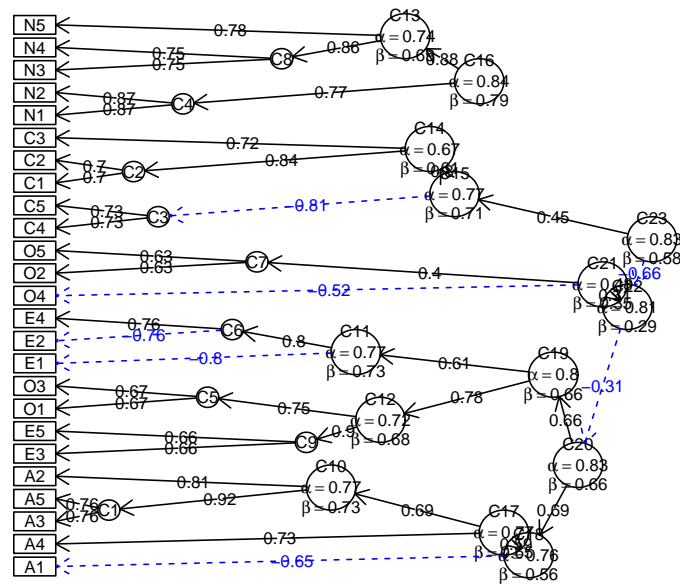 N5
N4
N3
N2
N1
C3
C2
C1
C5
C4
O5
O2
O4
E4
E2
E1
O3
O1
E5
E3
A2
A5
A3
A4
A1
C13
α = 0.74
C16
α = 0.84
β = 0.79
C14
α = 0.67
α = 0.77
β = 0.71
C23
α = 0.83
β = 0.58
C21
α = 0.81
β = 0.29
C11
α = 0.77
β = 0.73
C19
α = 0.8
β = 0.66
C12
α = 0.72
β = 0.68
C20
α = 0.83
β = 0.66
C10
α = 0.77
β = 0.73
C17
β = 0.56
C8
C4
C2
C3
C7
C6
C5
C9
C1
0.78
0.86
0.75
0.75
0.88
0.77
0.87
0.87
0.72
0.84
0.7
0.7
−0.81
0.73
0.73
0.45
0.63
0.63
0.4
−0.52
−0.66
0.76
−0.76
0.8
−0.8
0.61
0.78
−0.31
0.67
0.67
0.75
0.9
0.66
0.66
0.66
0.69
0.81
0.92
0.76
0.76
0.69
0.73
−0.65